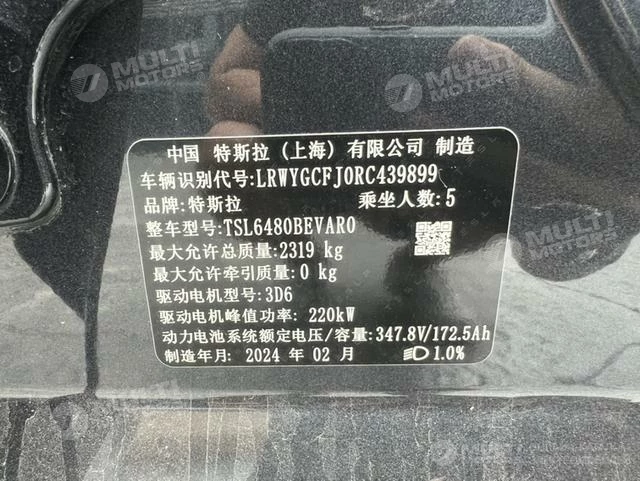 MULTI
MOTORS
MULTI
MOTORS
中国 特斯拉（上海）有限公司 制造
车辆识别代号:LRWYGCFJ0RC439899
品牌:特斯拉 乘坐人数:5
整车型号:TSL6480BEVAR0
最大允许总质量:2319 kg
最大允许牵引质量:0 kg
驱动电机型号:3D6
驱动电机峰值功率: 220kW
动力电池系统额定电压/容量:347.8V/172.5Ah
制造年月: 2024 年 02 月 1.0%
MULTI
MOTORS
MULTI
MOTORS